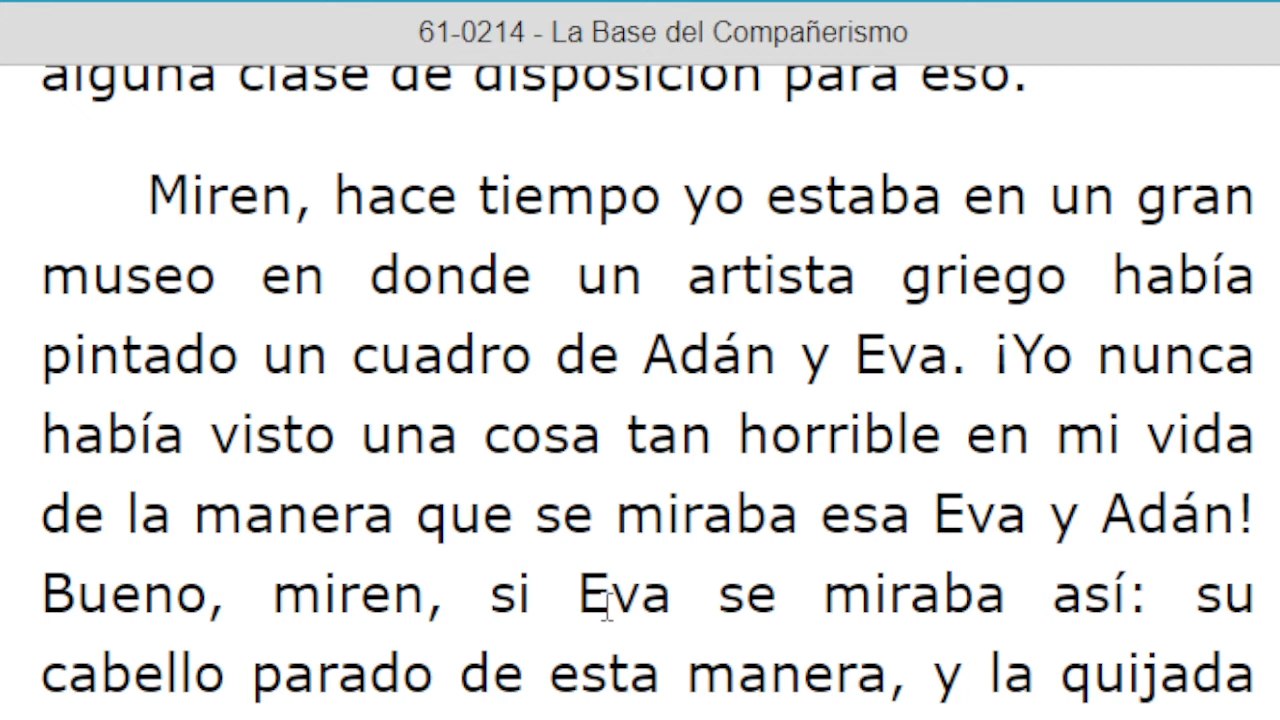 61-0214 - La Base del Compañerismo
alguna clase de disposición para eso.
Miren, hace tiempo yo estaba en un gran
museo en donde un artista griego había
pintado un cuadro de Adán y Eva. ¡Yo nunca
había visto una cosa tan horrible en mi vida
de la manera que se miraba esa Eva y Adán!
Bueno, miren, si Eva se miraba así: su
cabello parado de esta manera, y la quijada